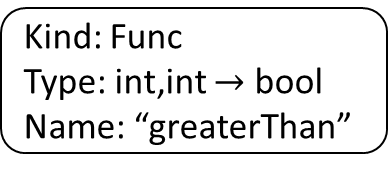 Kind: Func
Type: int,int → bool
Name: “greaterThan”